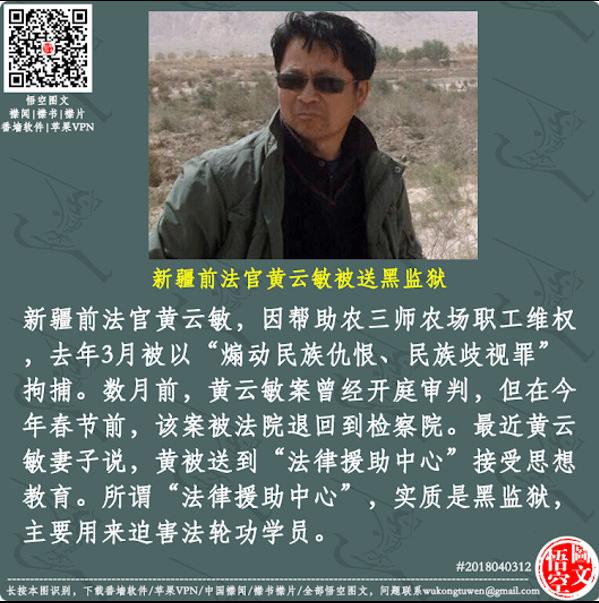 悟空图文
禁闻|禁书|禁片
番墙软件|苹果VPN
新疆前法官黄云敏被送黑监狱
新疆前法官黄云敏，因帮助农三师农场职工维权
，去年3月被以“煽动民族仇恨、民族歧视罪”
拘捕。数月前，黄云敏案曾经开庭审判，但在今
年春节前，该案被法院退回到检察院。最近黄云
敏妻子说，黄被送到“法律援助中心”接受思想
教育。所谓“法律援助中心”，实质是黑监狱，
主要用来迫害法轮功学员。
#2018040312
长按本图识别，下载番墙软件/苹果VPN/中国禁闻/禁书禁片/全部悟空图文，问题联系wukongtuwen@gmail.com
悟空圖文